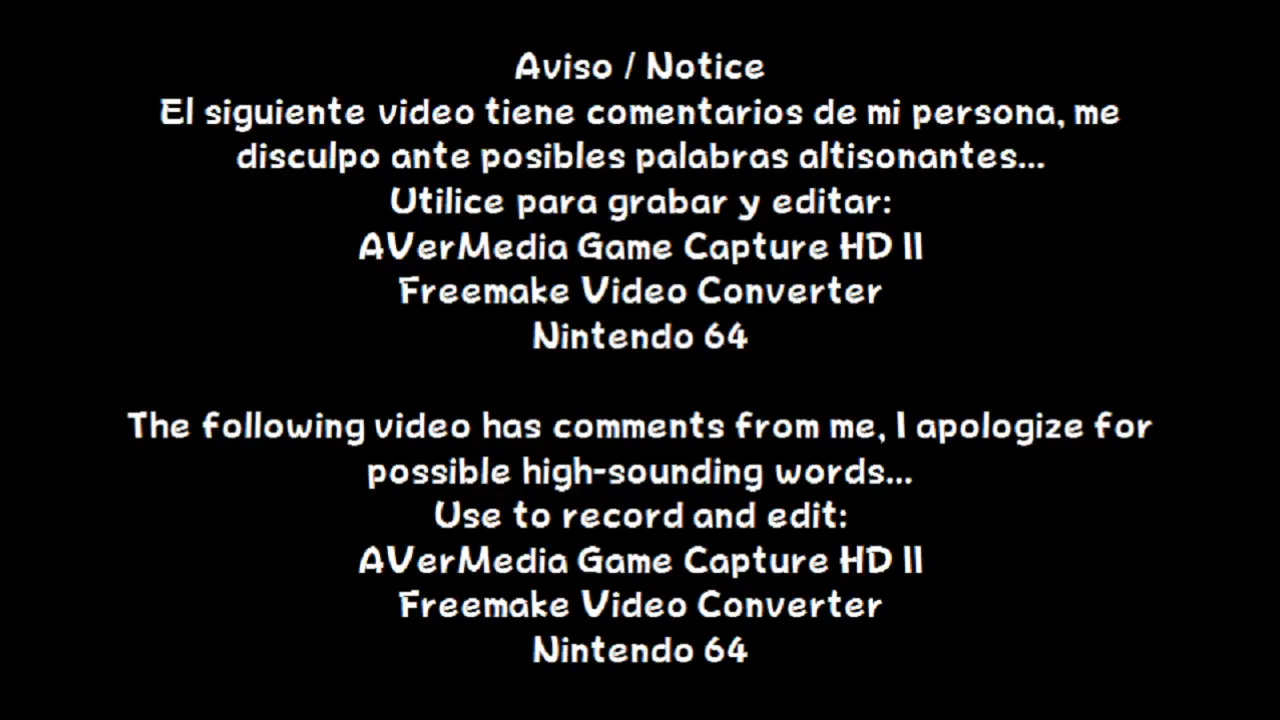 Aviso / Notice
El siguiente video tiene comentarios de mi persona, me
disculpo ante posibles palabras altisonantes...
Utilice para grabar y editar:
AVerMedia Game Capture HD II
Freemake Video Converter
Nintendo 64
The following video has comments from me, I apologize for
possible high-sounding words...
Use to record and edit:
AVerMedia Game Capture HD II
Freemake Video Converter
Nintendo 64